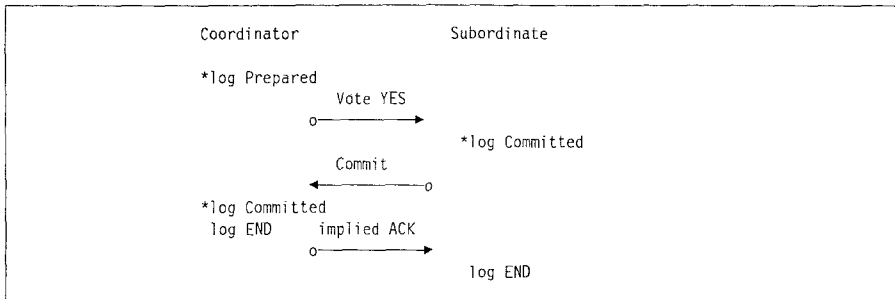 Coordinator Subordinate
*log Prepared
Vote YES
*log Committed
Commit
*log Committed
log END implied ACK
log END